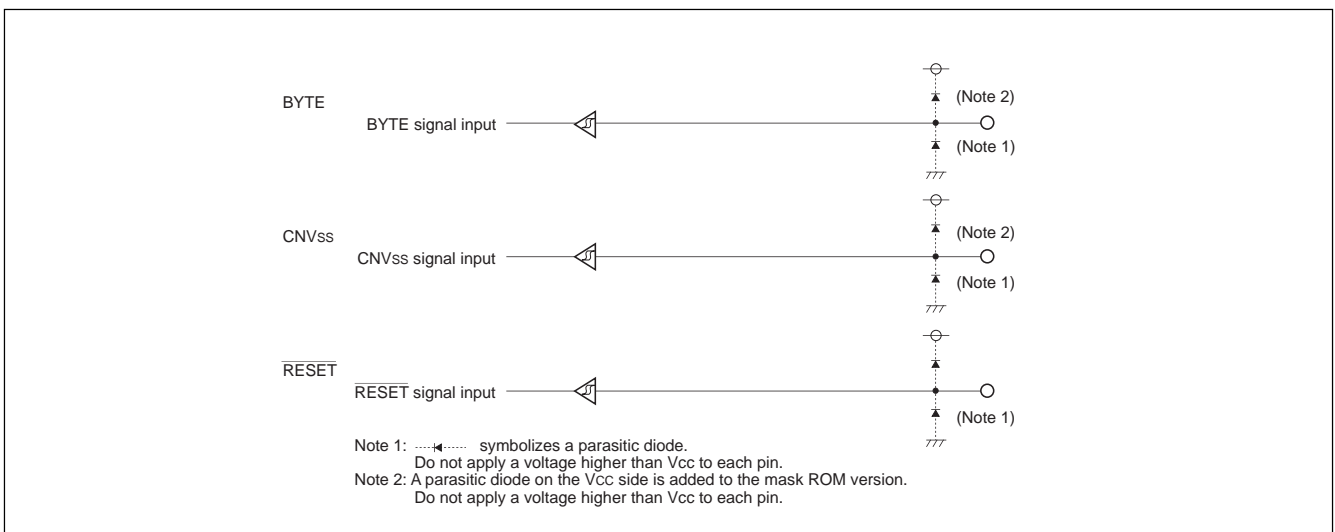 BYTE
BYTE signal input
(Note 2)
(Note 1)
CNVss
CNVss signal input
(Note 2)
(Note 1)
RESET
RESET signal input
(Note 1)
Note 1: symbolizes a parasitic diode.
Do not apply a voltage higher than Vcc to each pin.
Note 2: A parasitic diode on the VCC side is added to the mask ROM version.
Do not apply a voltage higher than Vcc to each pin.